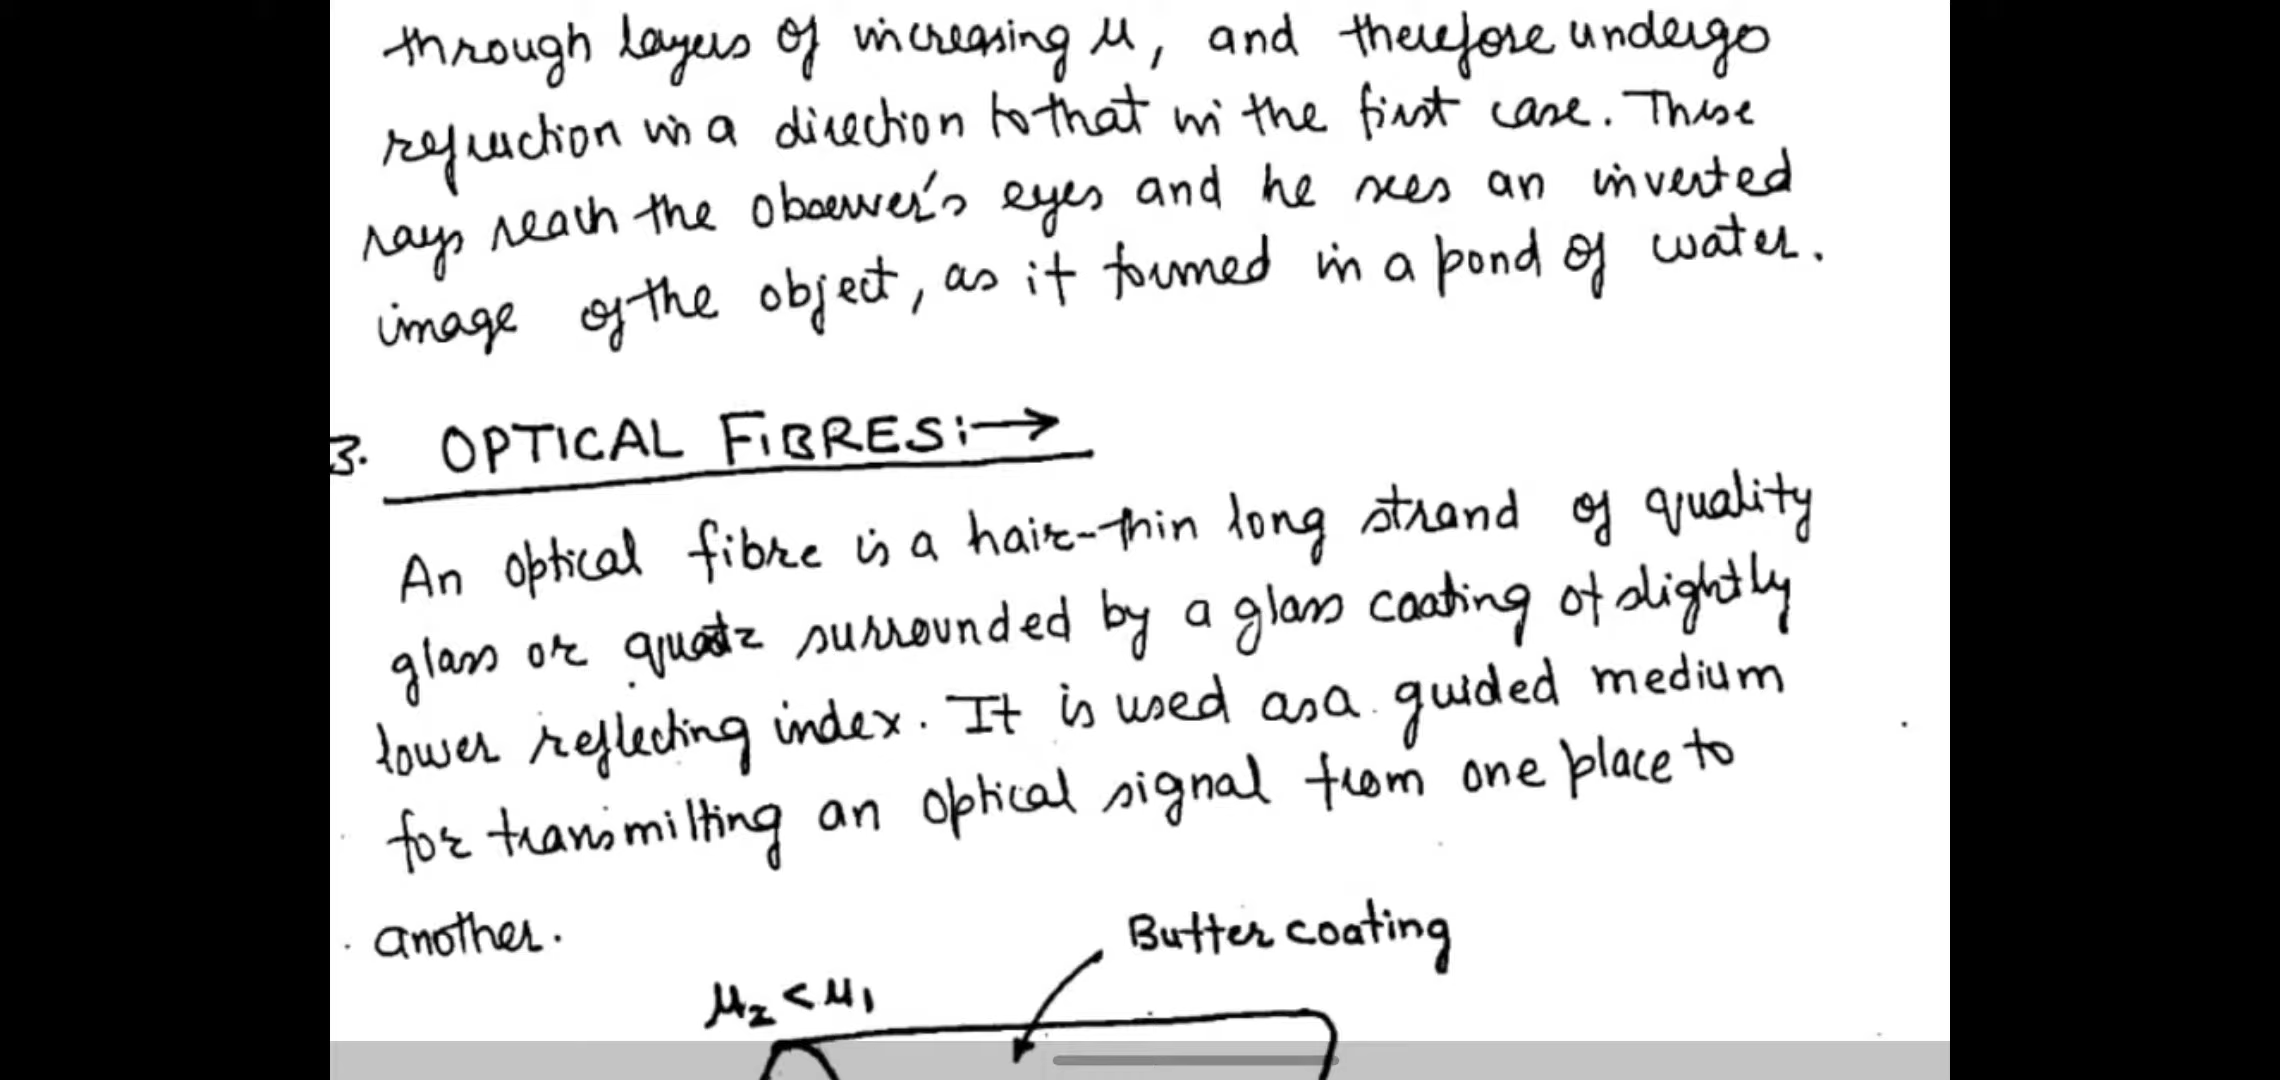 through layers of increasing μ, and therefore undergo
refraction in a direction to that in the first case. These
rays reach the observer's eyes and he sees an inverted
image of the object, as it formed in a pond of water.
3. OPTICAL FIBRES:→
An optical fibre is a hair-thin long strand of quality
glass or quatz surrounded by a glass coating of slightly
lower reflecting index. It is used as a guided medium
for transmitting an optical signal from one place to
another.
Butter coating
μ2 < μ1